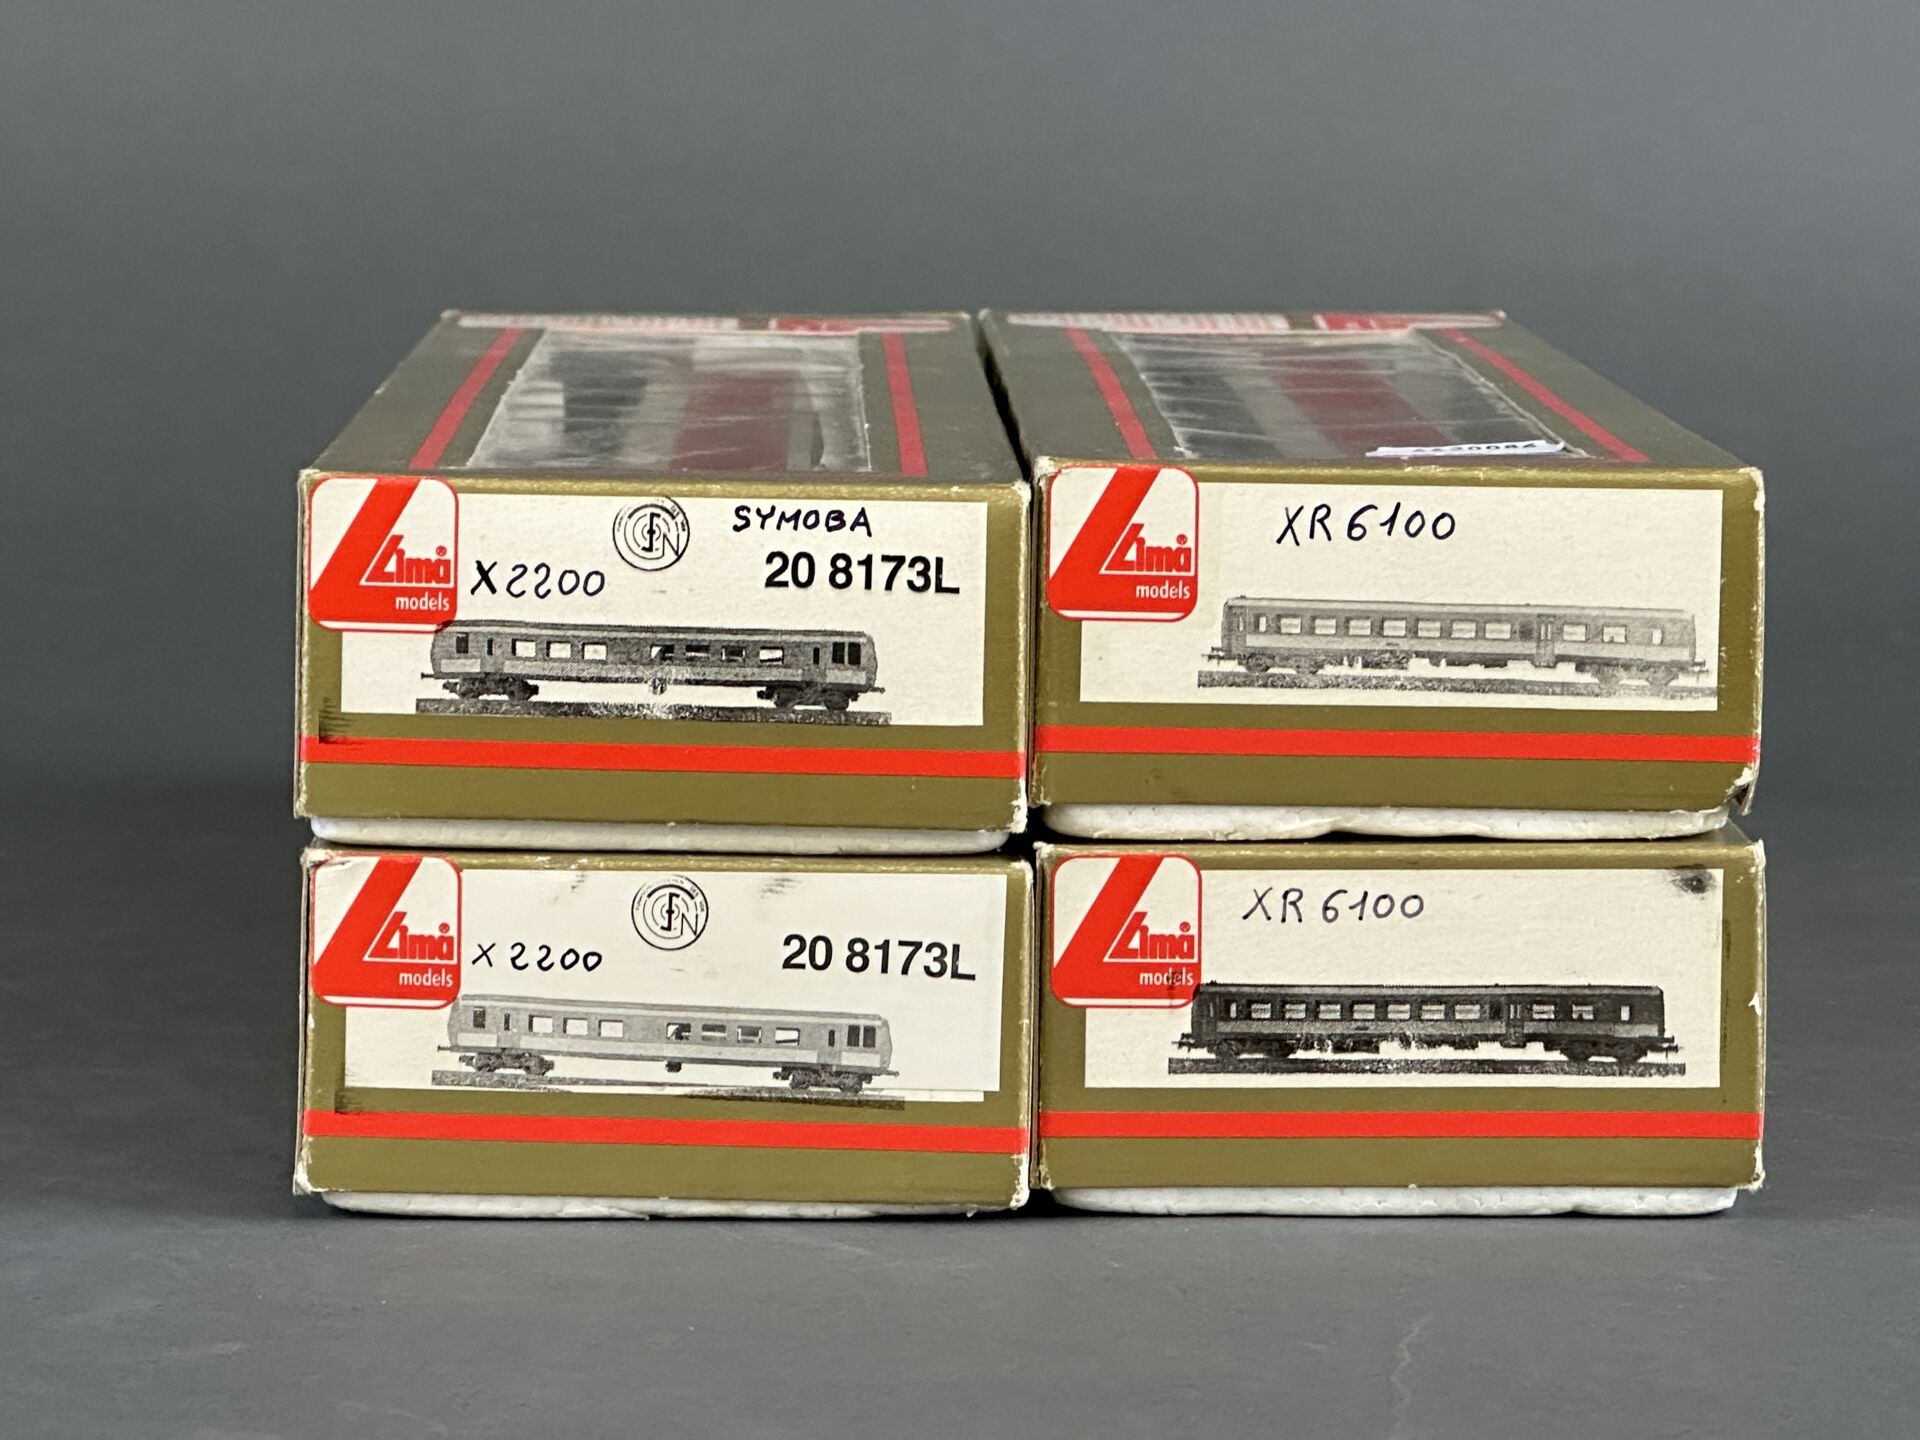 SYMOBA
Lima®
models
X2200
20 8173L
XR 6100
Lima®
models
X 2200
20 8173L
Lima®
models
XR 6100
Lima®
models